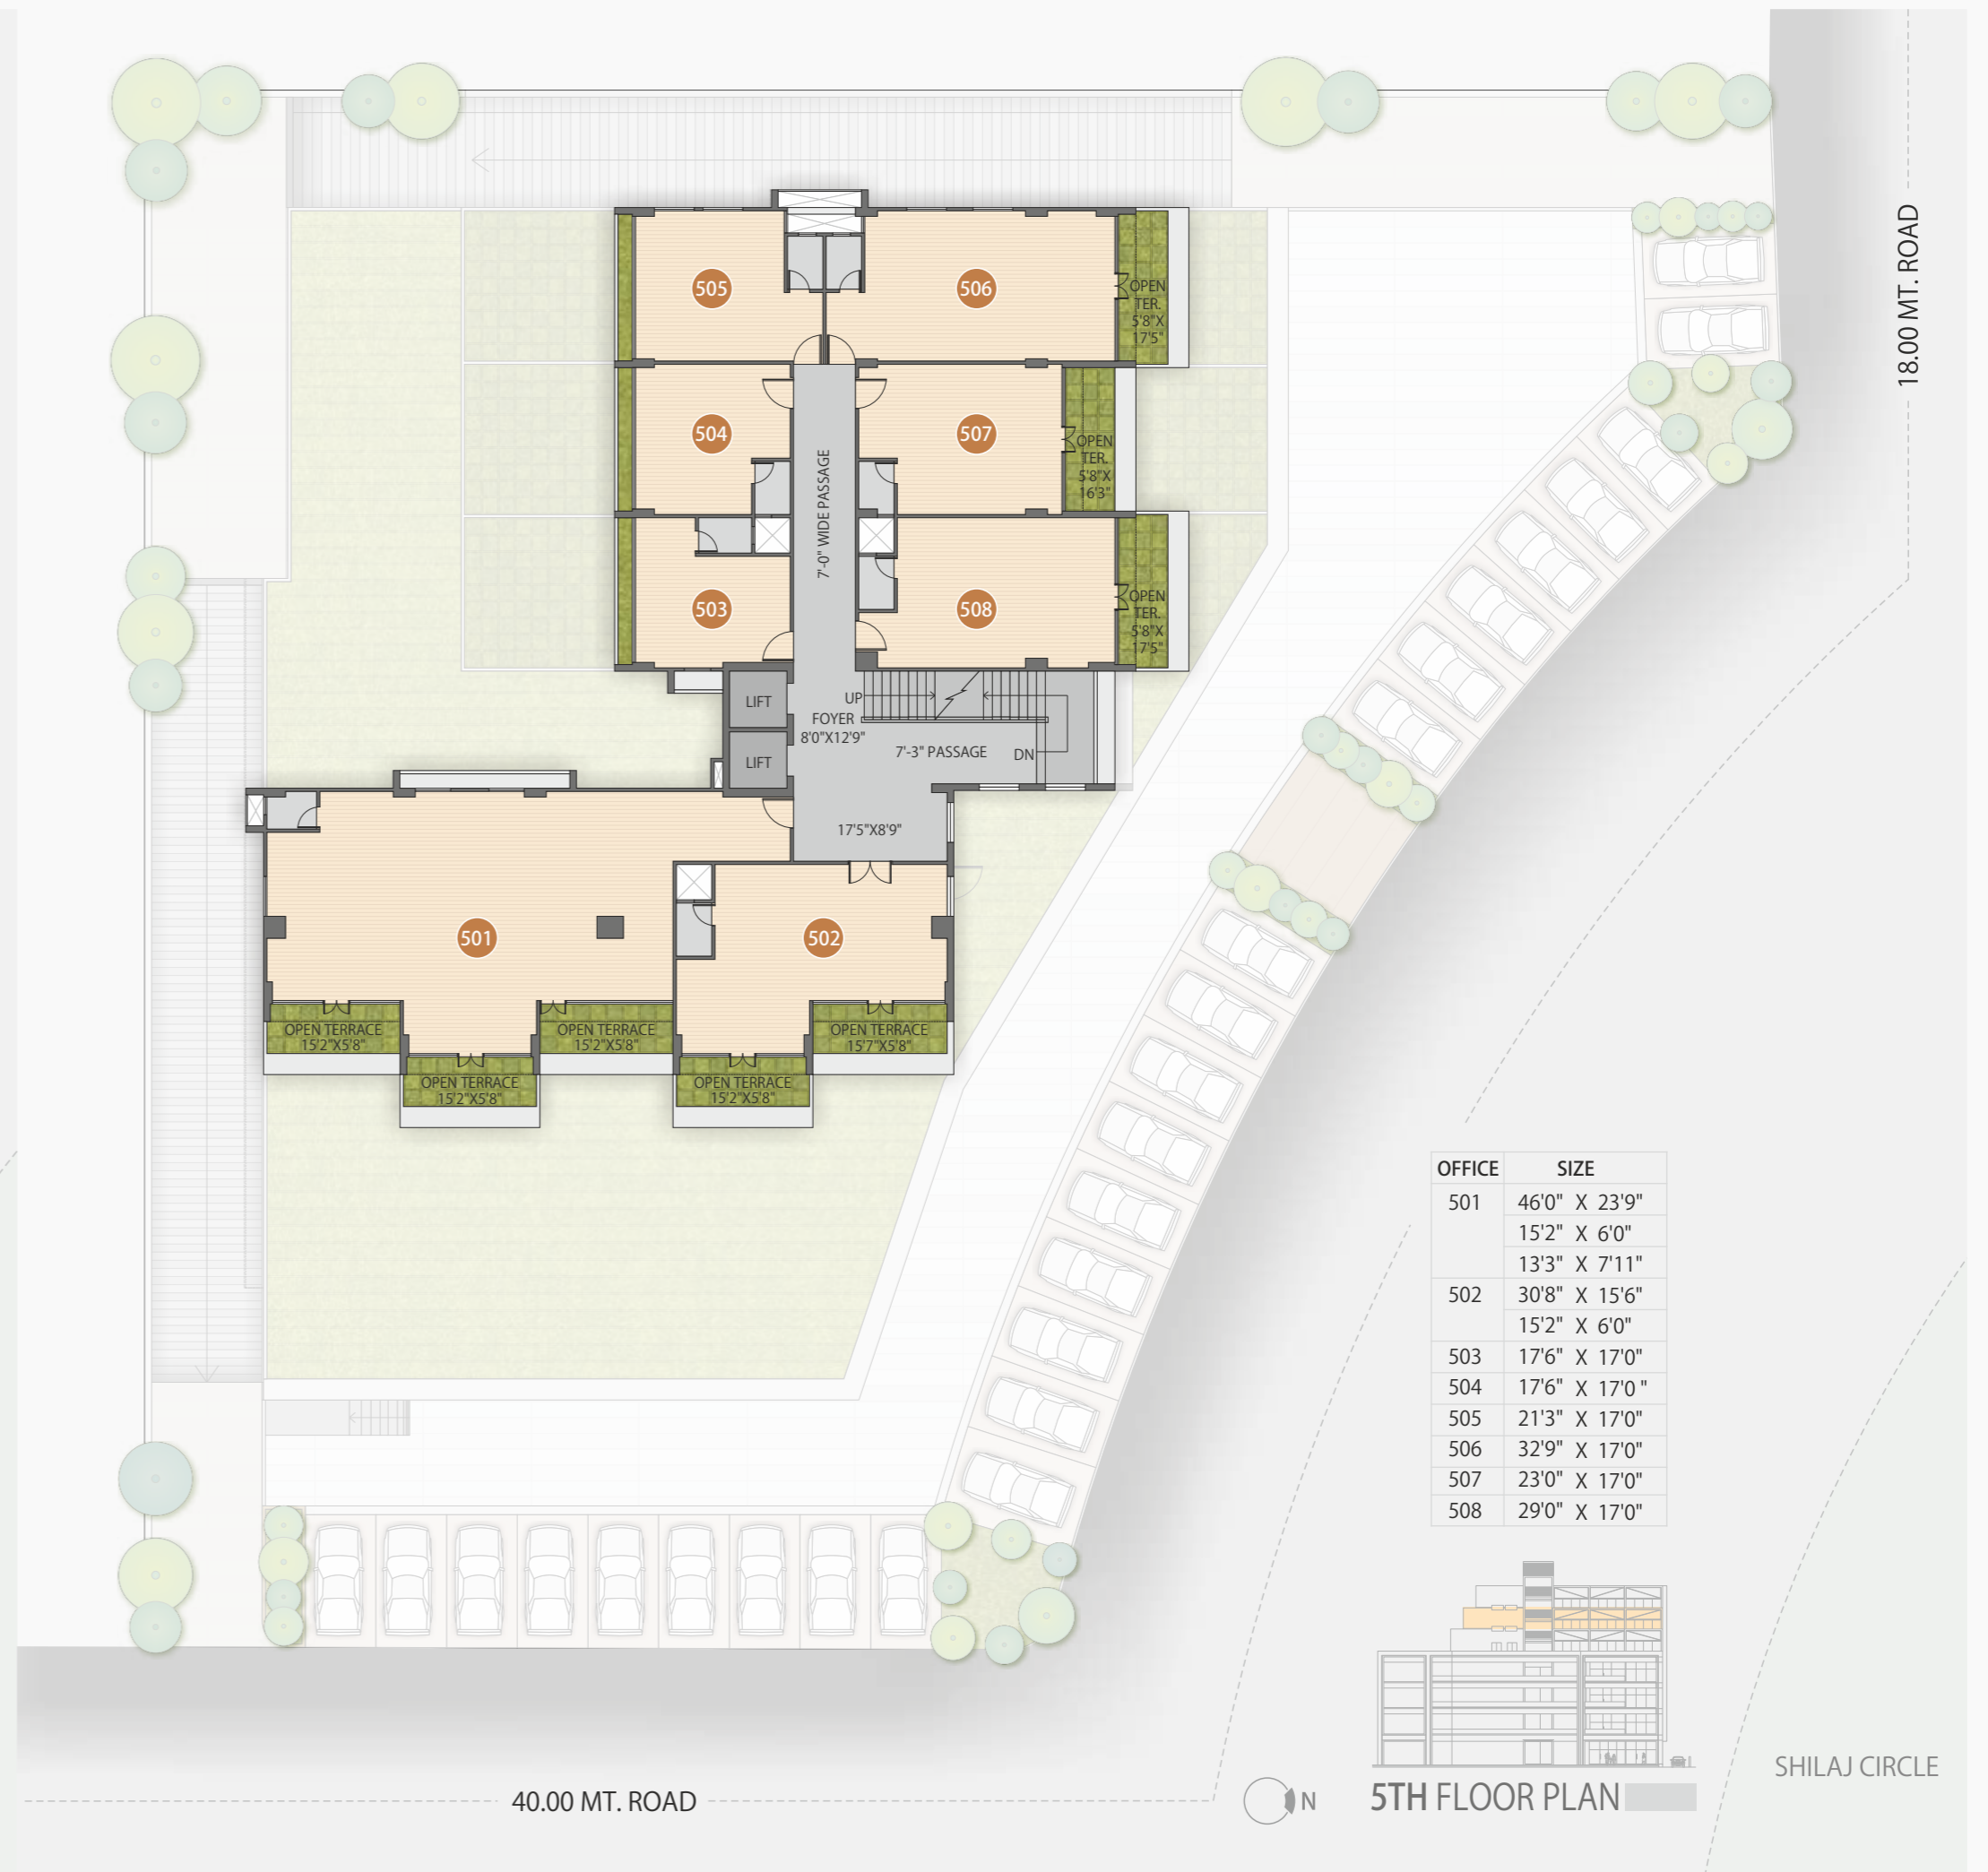 18.00 MT. ROAD
505
506
OPEN
TER.
5'8"X
17'5"
504
507
OPEN
TER.
5'8"X
16'3"
7'-0" WIDE PASSAGE
503
508
OPEN
TER.
5'8"X
17'5"
LIFT
UP
FOYER
8'0"X12'9"
7'-3" PASSAGE
DN
LIFT
17'5"X8'9"
501
502
OPEN TERRACE
15'2"X5'8"
OPEN TERRACE
15'2"X5'8"
OPEN TERRACE
15'7"X5'8"
OPEN TERRACE
15'2"X5'8"
OPEN TERRACE
15'2"X5'8"
OFFICE SIZE
501 46'0" X 23'9"
15'2" X 6'0"
13'3" X 7'11"
502 30'8" X 15'6"
15'2" X 6'0"
503 17'6" X 17'0"
504 17'6" X 17'0 "
505 21'3" X 17'0"
506 32'9" X 17'0"
507 23'0" X 17'0"
508 29'0" X 17'0"
SHILAJ CIRCLE
40.00 MT. ROAD
N
5TH FLOOR PLAN